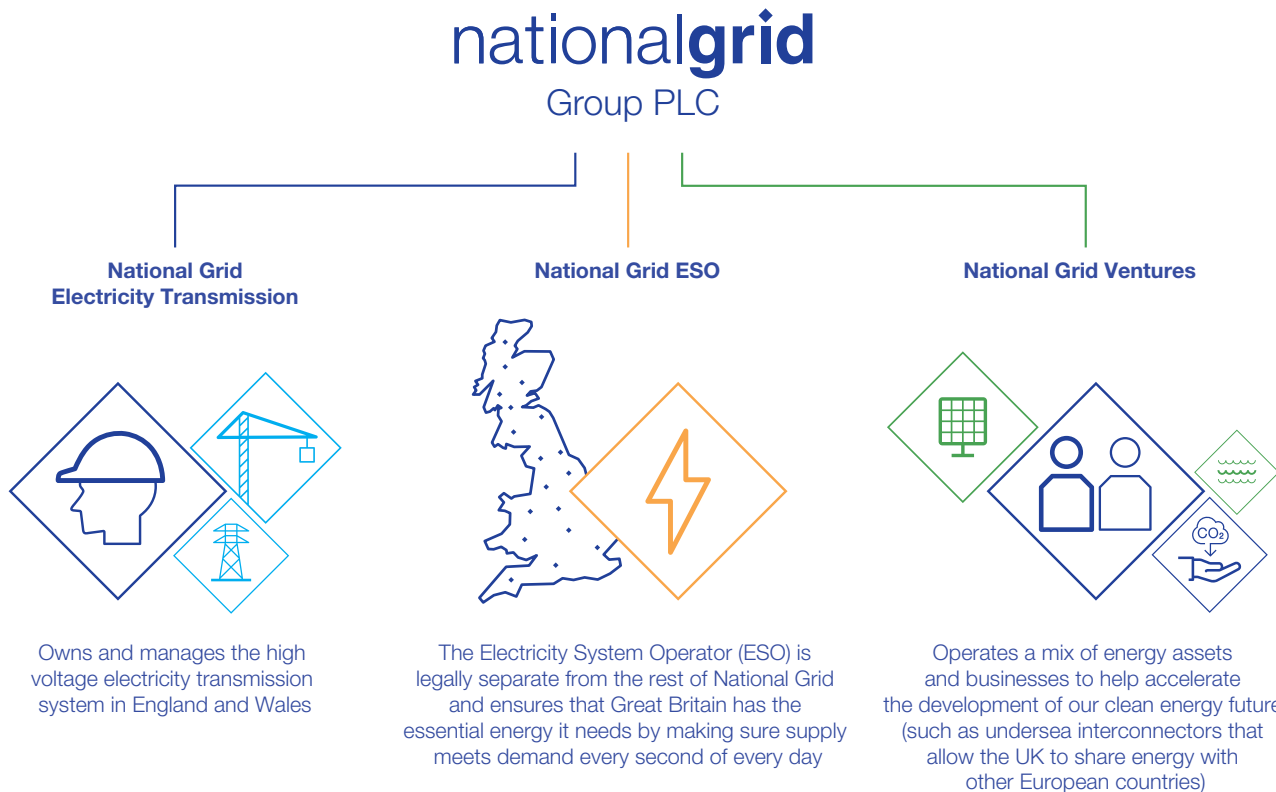 nationalgrid
Group PLC
National Grid
Electricity Transmission
National Grid ESO
National Grid Ventures
CO₂
Owns and manages the high
voltage electricity transmission
system in England and Wales
The Electricity System Operator (ESO) is
legally separate from the rest of National Grid
and ensures that Great Britain has the
essential energy it needs by making sure supply
meets demand every second of every day
Operates a mix of energy assets
and businesses to help accelerate
the development of our clean energy future
(such as undersea interconnectors that
allow the UK to share energy with
other European countries)